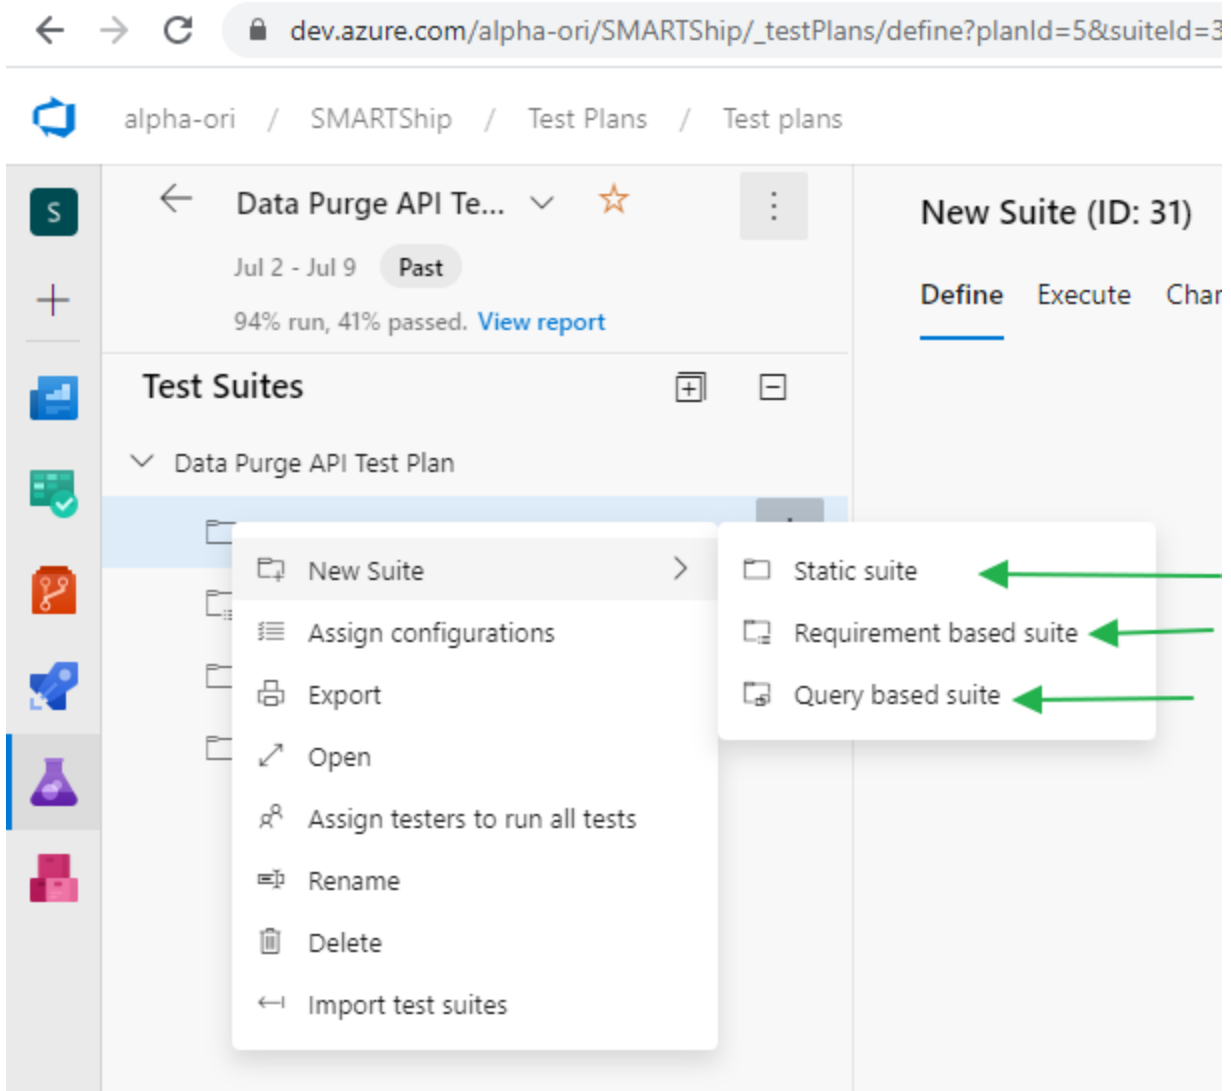 dev.azure.com/alpha-ori/SMARTShip/_testPlans/define?planId=5&suiteId=3
alpha-ori / SMARTShip / Test Plans / Test plans
S
Data Purge API Te...
Jul 2 - Jul 9 Past
94% run, 41% passed. View report
New Suite (ID: 31)
Define Execute Char
Test Suites
Data Purge API Test Plan
New Suite
Assign configurations
Export
Open
Assign testers to run all tests
Rename
Delete
Import test suites
Static suite
Requirement based suite
Query based suite